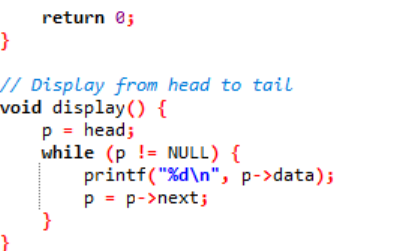 return 0;
}
// Display from head to tail
void display() {
p = head;
while (p != NULL) {
printf("%d\n", p->data);
p = p->next;
}
}